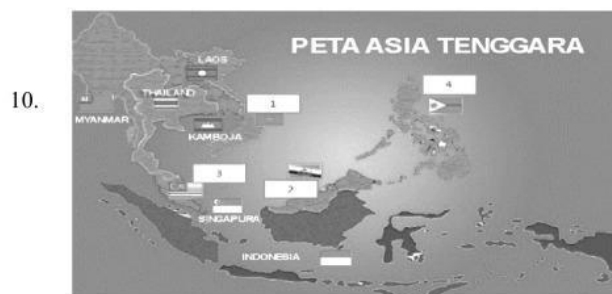 10.
PETA ASIA TENGGARA
LAOS
4
THAILAND
1
MYANMAR
KAMBOJA
3
2
SINGAPURA
INDONESIA